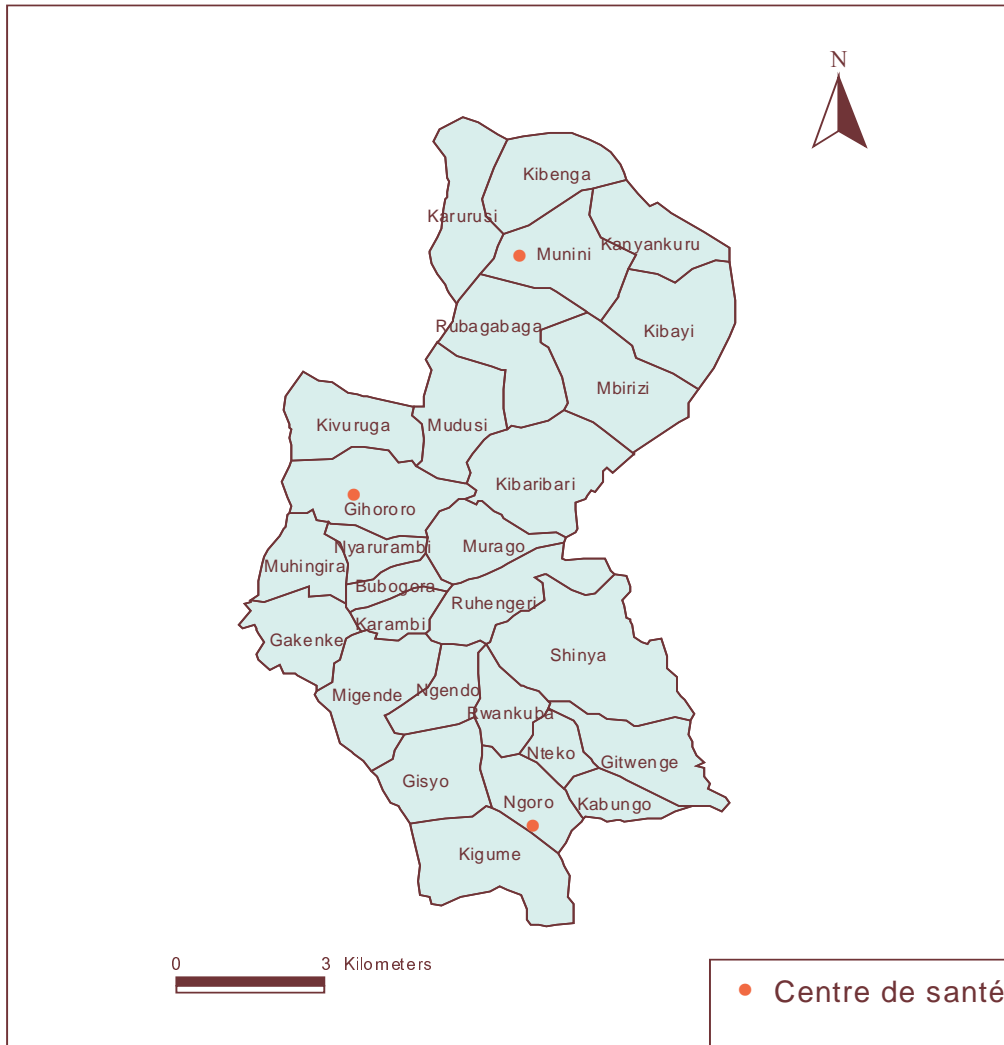 N
Kibenga
Karurusi
Kanyankuru
Munini
Rubagabaga
Kibayi
Mbirizi
Kivuruga
Mudusi
Kibaribari
Gihororo
Nyarurambi
Murago
Muhingira
Bubogora
Ruhengeri
Karambi
Gakenke
Shinya
Migende
Ngendo
Rwankuba
Nteko
Gitwenge
Gisyo
Ngoro
Kabungo
Kigume
0 3 Kilometers
Centre de santé